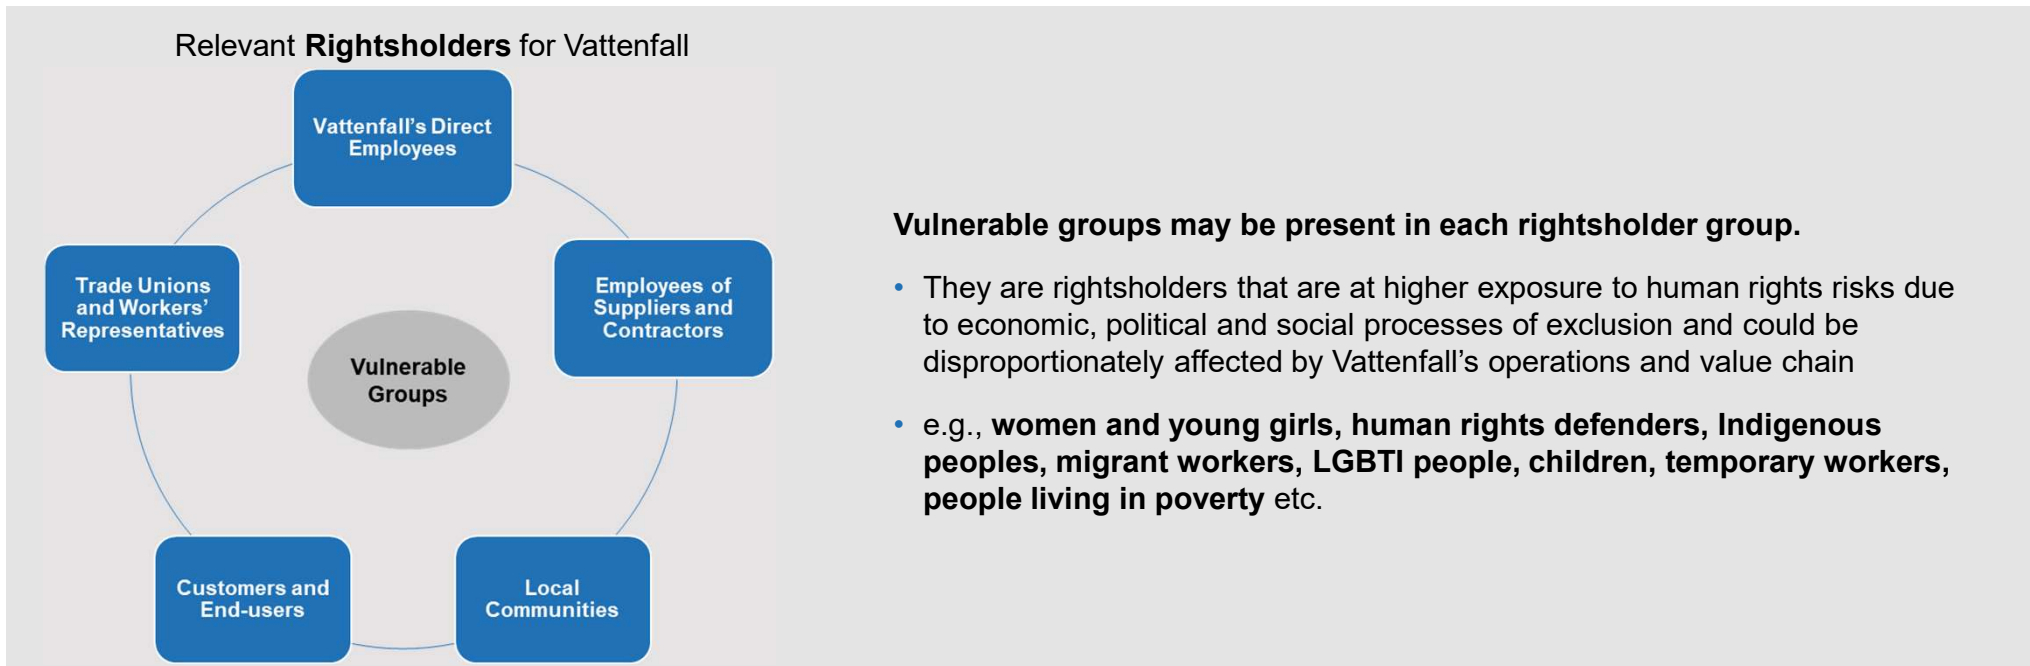 Relevant Rightsholders for Vattenfall
Vattenfall's Direct
Employees
Trade Unions
and Workers'
Representatives
Employees of
Suppliers and
Contractors
Vulnerable
Groups
Customers and
End-users
Local
Communities
Vulnerable groups may be present in each rightsholder group.
• They are rightsholders that are at higher exposure to human rights risks due
to economic, political and social processes of exclusion and could be
disproportionately affected by Vattenfall's operations and value chain
• e.g., women and young girls, human rights defenders, Indigenous
peoples, migrant workers, LGBTI people, children, temporary workers,
people living in poverty etc.